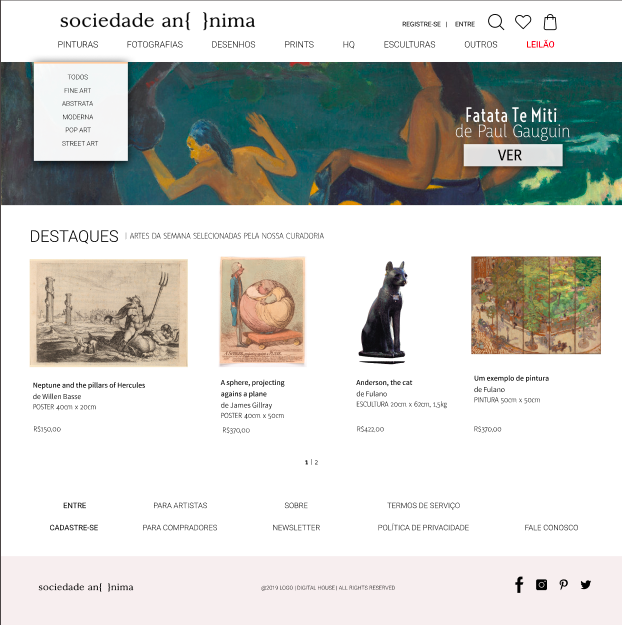 sociedade an{ }nima
REGISTRE-SE | ENTRE
PINTURAS FOTOGRAFIAS DESENHOS PRINTS HQ ESCULTURAS OUTROS LEILÃO
TODOS
FINE ART
ABSTRATA
MODERNA
POP ART
STREET ART
Fatata Te Miti
de Paul Gauguin
VER
DESTAQUES | ARTES DA SEMANA SELECIONADAS PELA NOSSA CURADORIA
Neptune and the pillars of Hercules
de Willen Basse
POSTER 40cm x 20cm
R$150,00
A sphere, projecting
agains a plane
de James Gillray
POSTER 40cm x 50cm
R$370,00
Anderson, the cat
de Fulano
ESCULTURA 20cm x 62cm, 1,5kg
R$422,00
Um exemplo de pintura
de Fulano
PINTURA 50cm x 50cm
R$370,00
1 | 2
ENTRE PARA ARTISTAS SOBRE TERMOS DE SERVIÇO
CADASTRE-SE PARA COMPRADORES NEWSLETTER POLÍTICA DE PRIVACIDADE FALE CONOSCO
sociedade an{ }nima
@2019 LOGO | DIGITAL HOUSE | ALL RIGHTS RESERVED